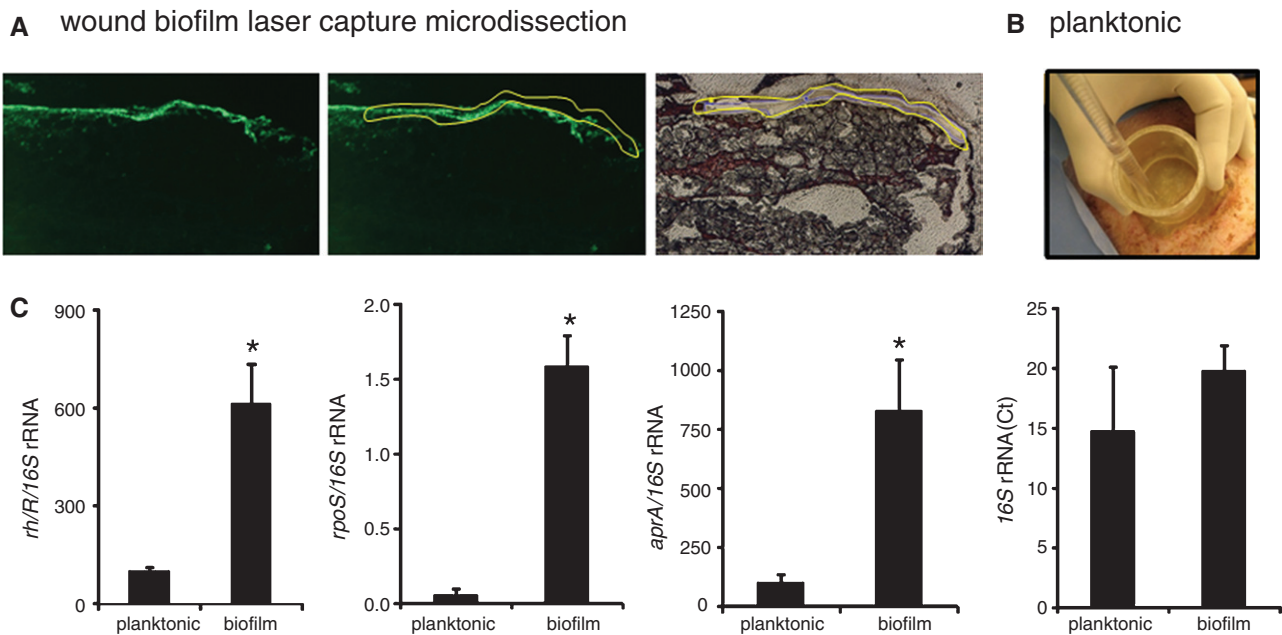 A wound biofilm laser capture microdissection
B planktonic
C
900
600
300
0
rh/R/16S rRNA
planktonic biofilm
*
2.0
1.5
1.0
0.5
0.0
rpoS/16S rRNA
planktonic biofilm
*
1250
1000
750
500
250
0
aprA/16S rRNA
planktonic biofilm
*
25
20
15
10
5
0
16S rRNA(Ct)
planktonic biofilm